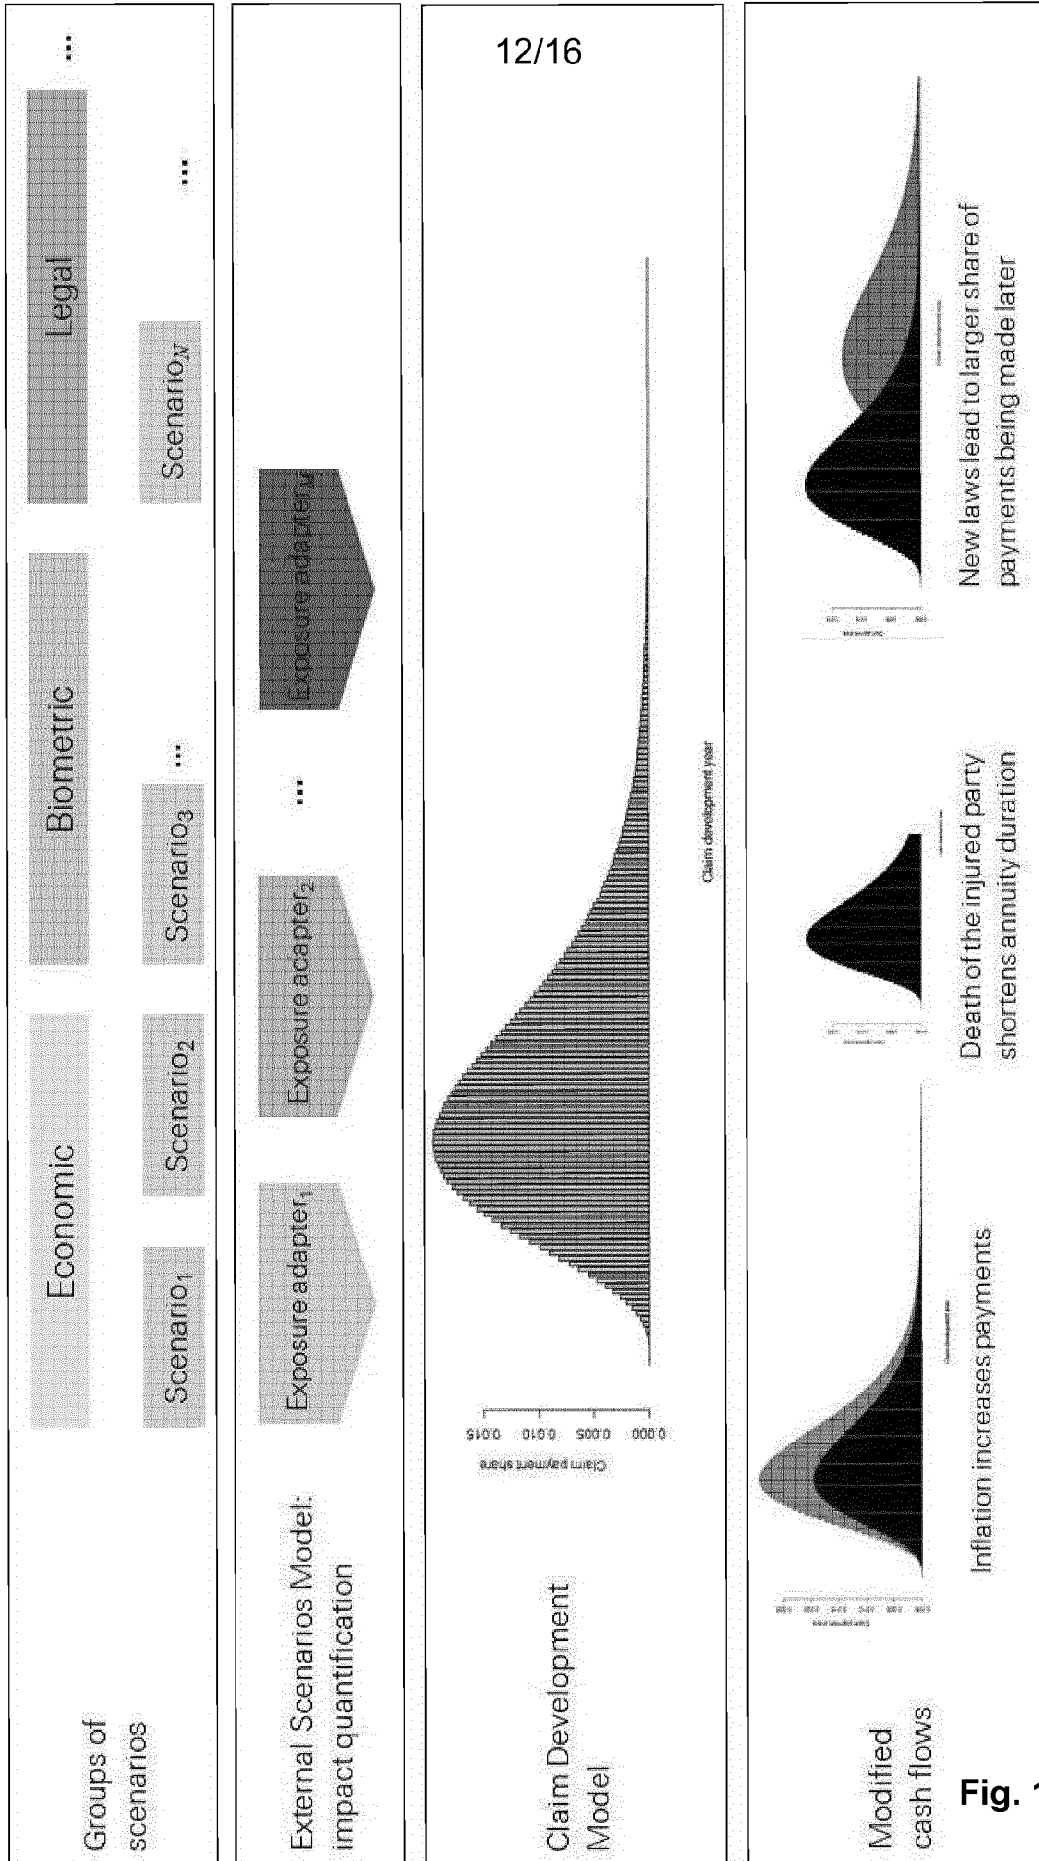 12/16
Groups of
scenarios
Economic
Biometric
Legal
...
Scenario1
Scenario2
Scenario3
...
ScenarioN
...
External Scenarios Model:
impact quantification
Exposure adapter1
Exposure adapter2
...
Exposure adapterM
Claim Development
Model
Claim payment share
0.000
0.005
0.010
0.015
Claim development year
Modified
cash flows
Inflation increases payments
Death of the injured party
shortens annuity duration
New laws lead to larger share of
payments being made later
Fig. 1